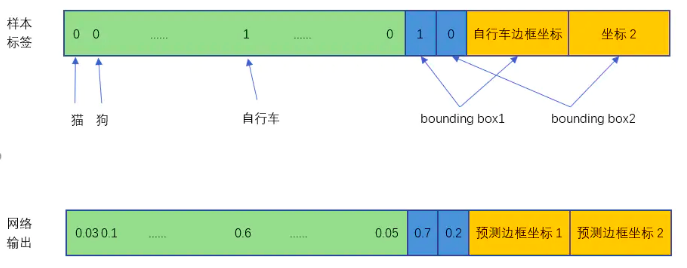 样本
标签
0 0 ...... 1 ...... 0 1 0 自行车边框坐标 坐标 2
猫 狗 自行车 bounding box1 bounding box2
网络
输出
0.03 0.1 ...... 0.6 ...... 0.05 0.7 0.2 预测边框坐标 1 预测边框坐标 2